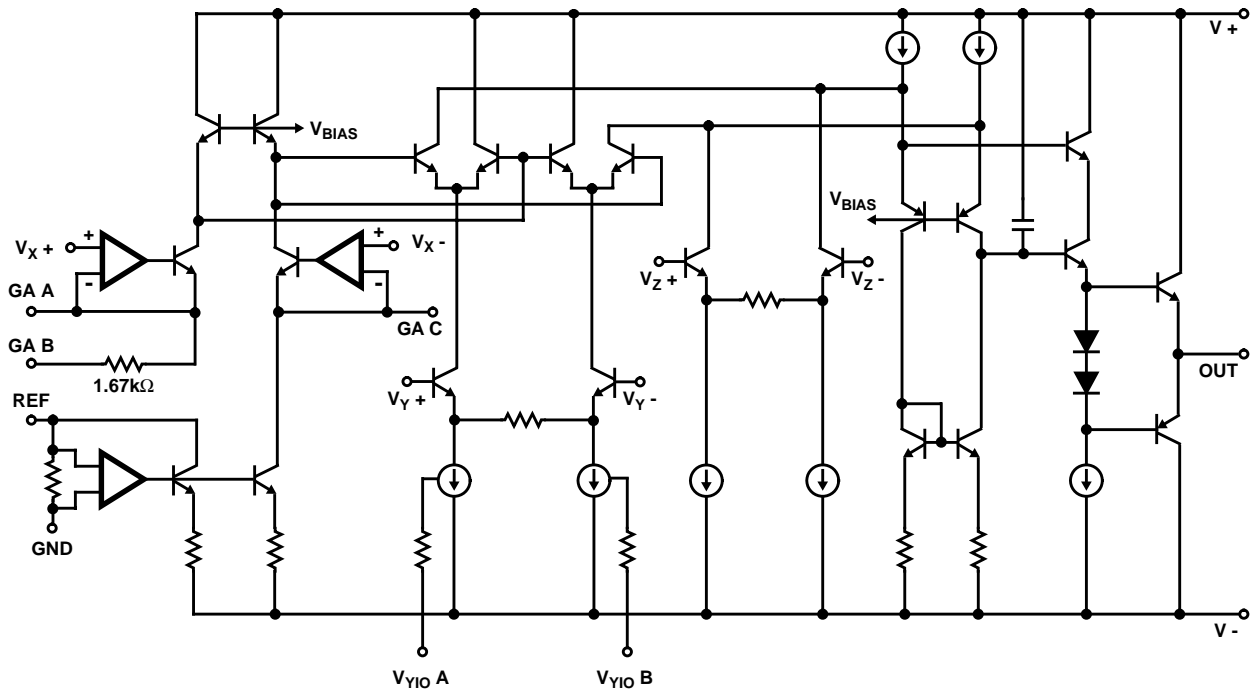 V +
V_BIAS
V_BIAS
V_X +
+
-
+
-
V_X -
V_Z +
V_Z -
GA A
GA C
GA B
1.67kΩ
V_Y +
V_Y -
OUT
REF
GND
V -
V_YIO A
V_YIO B